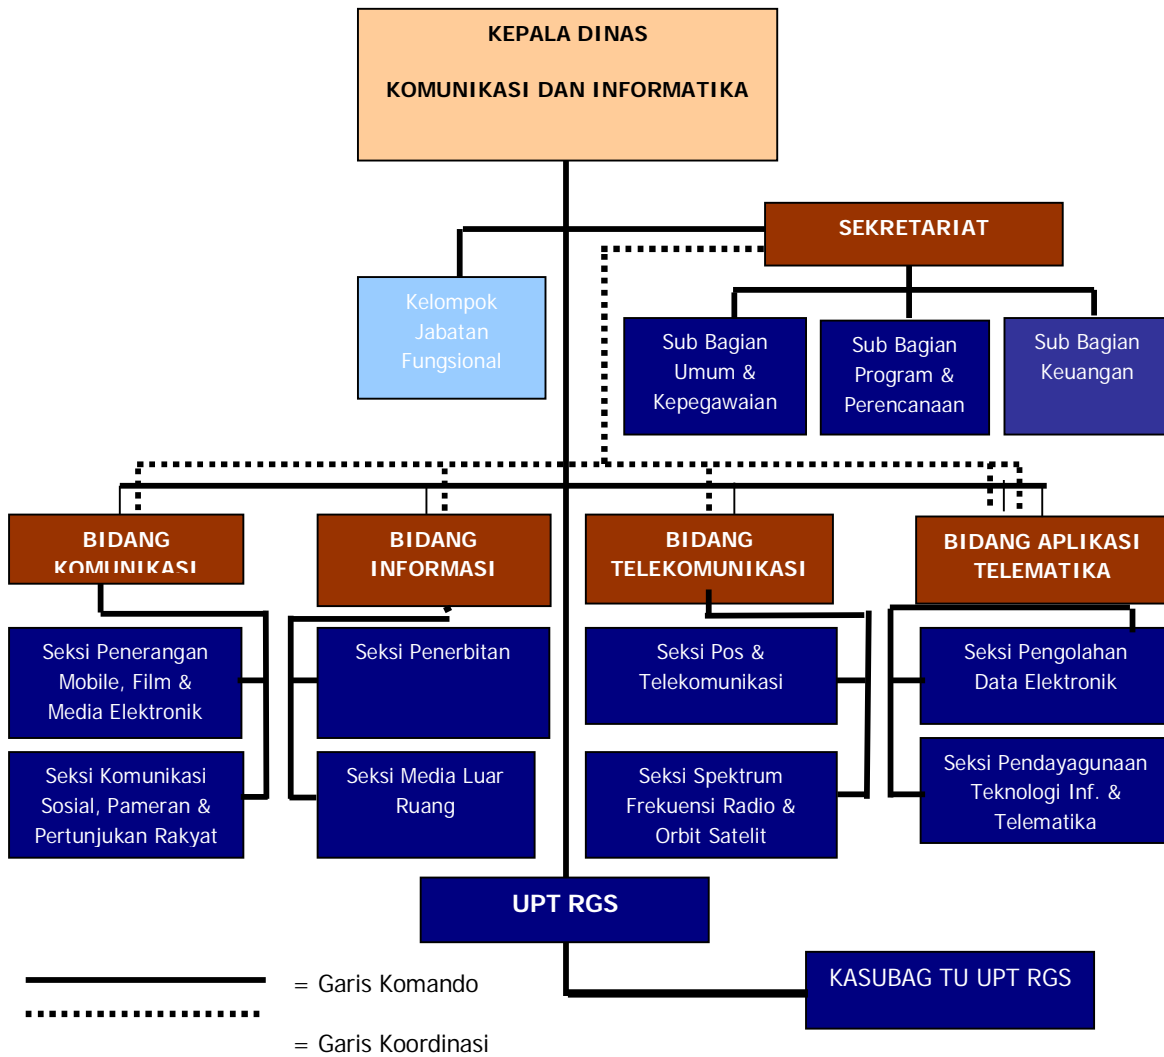 KEPALA DINAS
KOMUNIKASI DAN INFORMATIKA
SEKRETARIAT
Kelompok
Jabatan
Fungsional
Sub Bagian
Umum &
Kepegawaian
Sub Bagian
Program &
Perencanaan
Sub Bagian
Keuangan
BIDANG
KOMUNIKASI
BIDANG
INFORMASI
BIDANG
TELEKOMUNIKASI
BIDANG APLIKASI
TELEMATIKA
Seksi Penerangan
Mobile, Film &
Media Elektronik
Seksi Penerbitan
Seksi Pos &
Telekomunikasi
Seksi Pengolahan
Data Elektronik
Seksi Komunikasi
Sosial, Pameran &
Pertunjukan Rakyat
Seksi Media Luar
Ruang
Seksi Spektrum
Frekuensi Radio &
Orbit Satelit
Seksi Pendayagunaan
Teknologi Inf. &
Telematika
UPT RGS
KASUBAG TU UPT RGS
= Garis Komando
= Garis Koordinasi